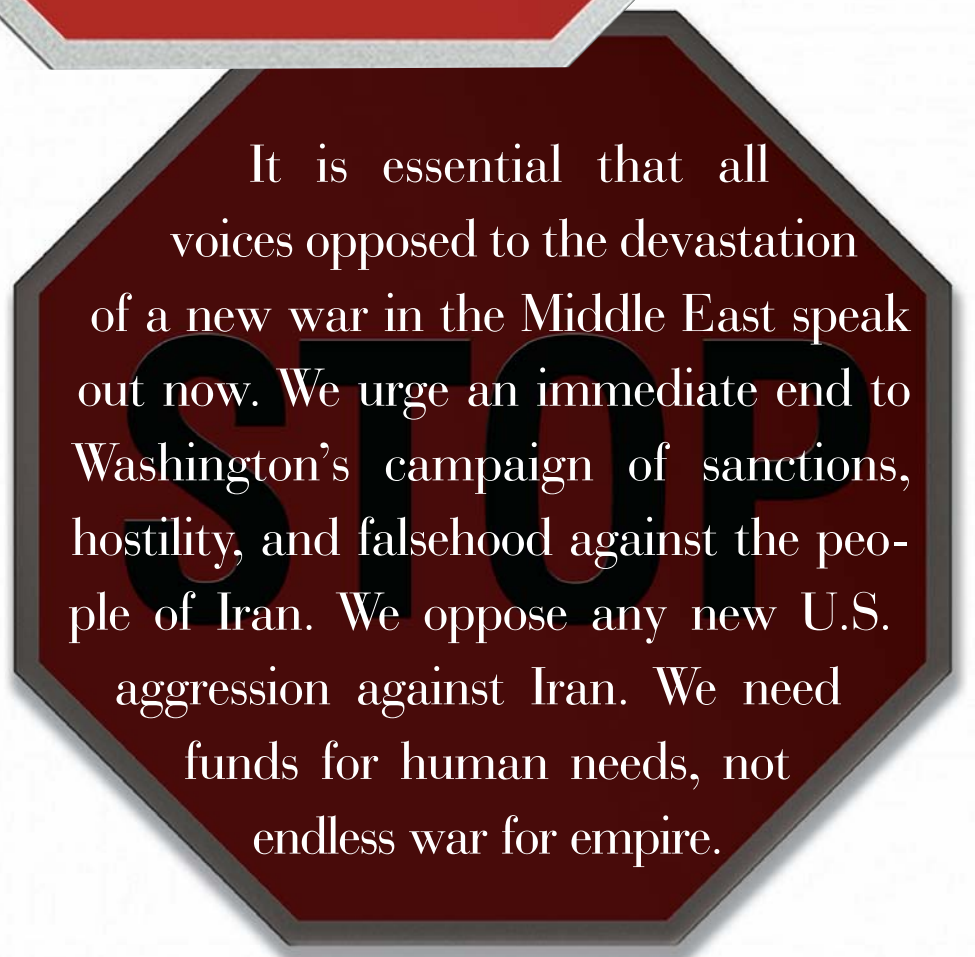 STOP
It is essential that all
voices opposed to the devastation
of a new war in the Middle East speak
out now. We urge an immediate end to
Washington’s campaign of sanctions,
hostility, and falsehood against the peo-
ple of Iran. We oppose any new U.S.
aggression against Iran. We need
funds for human needs, not
endless war for empire.